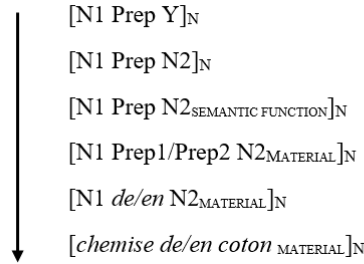 [N1 Prep Y]N
[N1 Prep N2]N
[N1 Prep N2SEMANTIC FUNCTION]N
[N1 Prep1/Prep2 N2MATERIAL]N
[N1 de/en N2MATERIAL]N
[chemise de/en coton MATERIAL]N